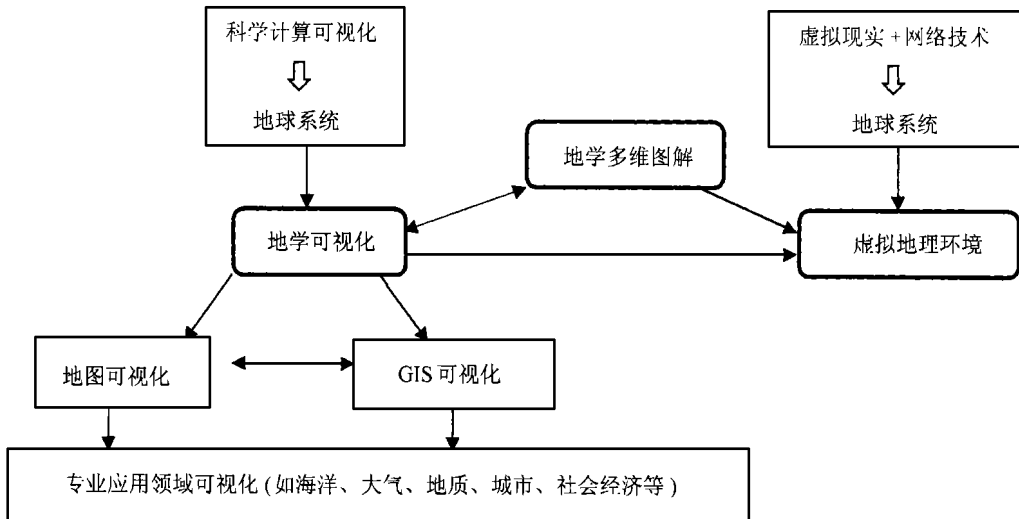 科学计算可视化
地球系统
虚拟现实+网络技术
地球系统
地学多维图解
地学可视化
虚拟地理环境
地图可视化
GIS可视化
专业应用领域可视化(如海洋、大气、地质、城市、社会经济等)